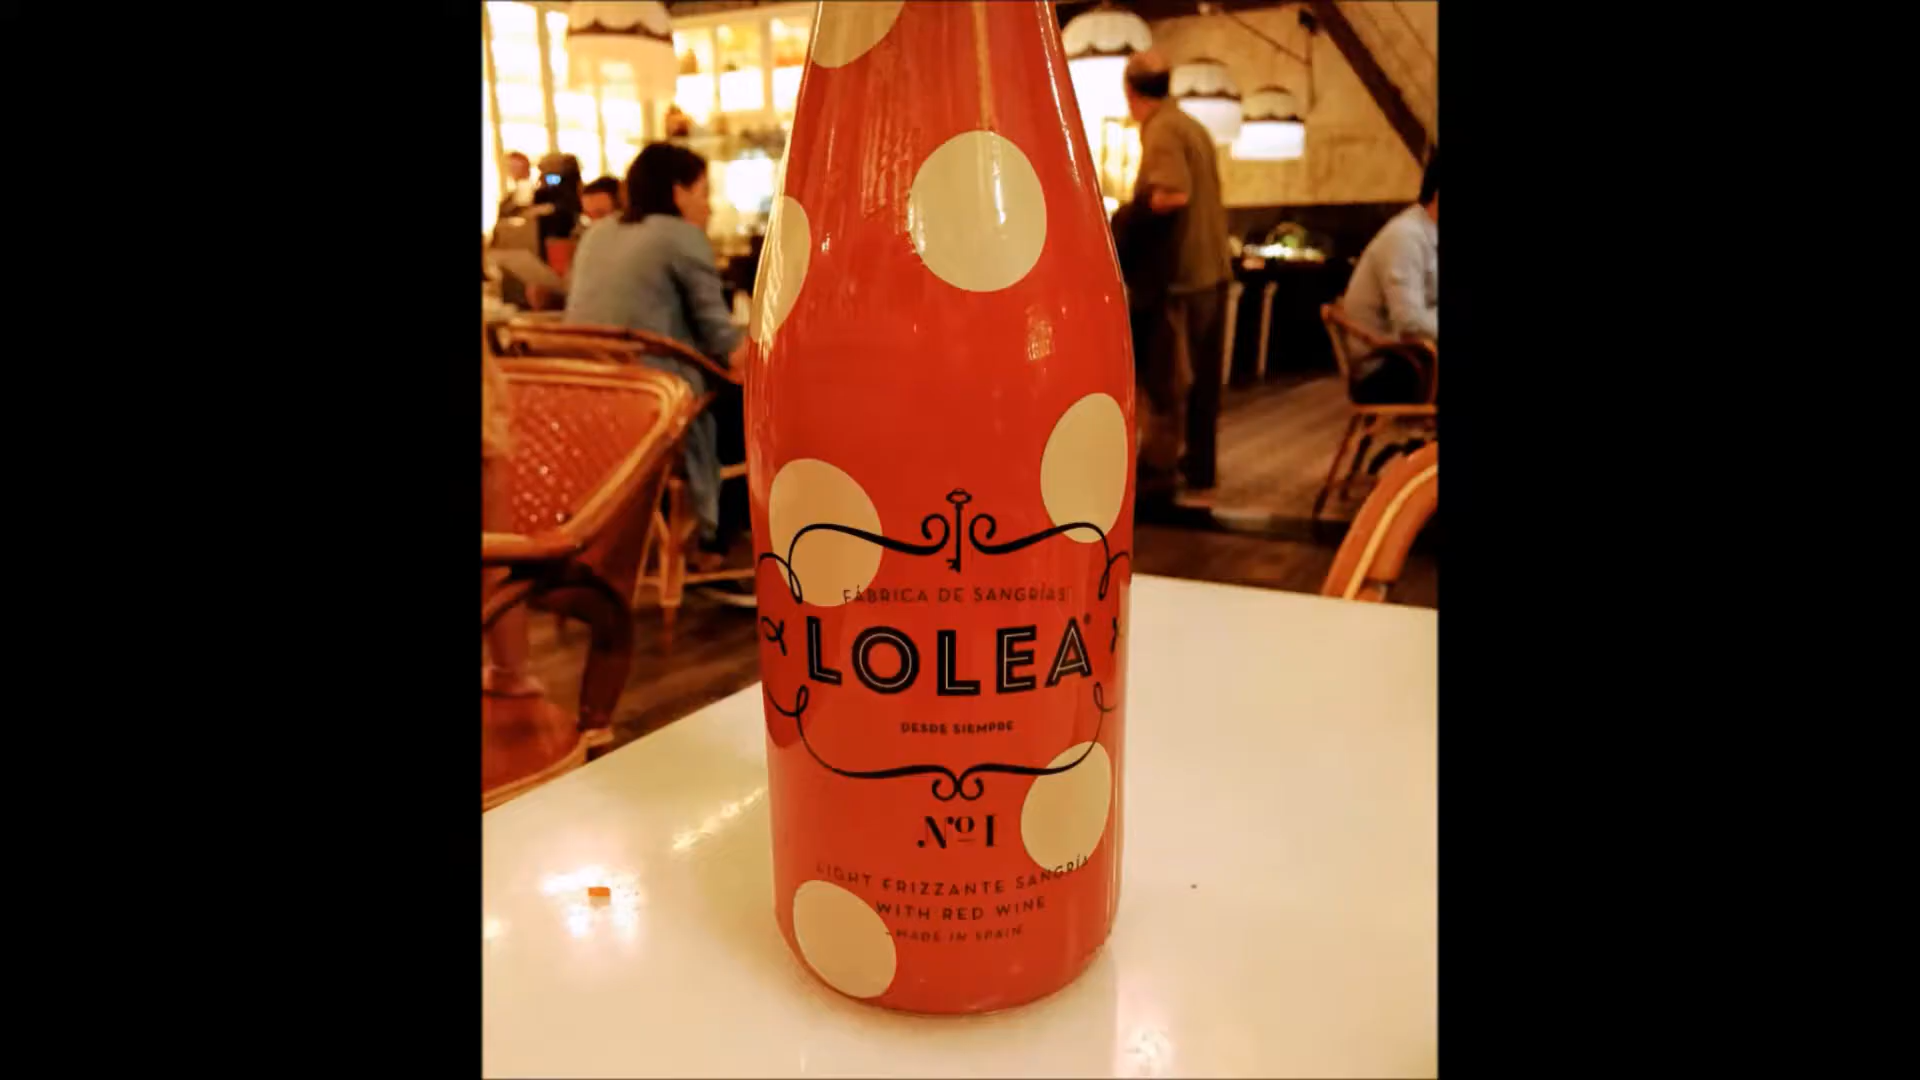 FÁBRICA DE SANGRÍAS
LOLEA®
DESDE SIEMPRE
Nº1
LIGHT FRIZZANTE SANGRÍA
WITH RED WINE
-MADE IN SPAIN